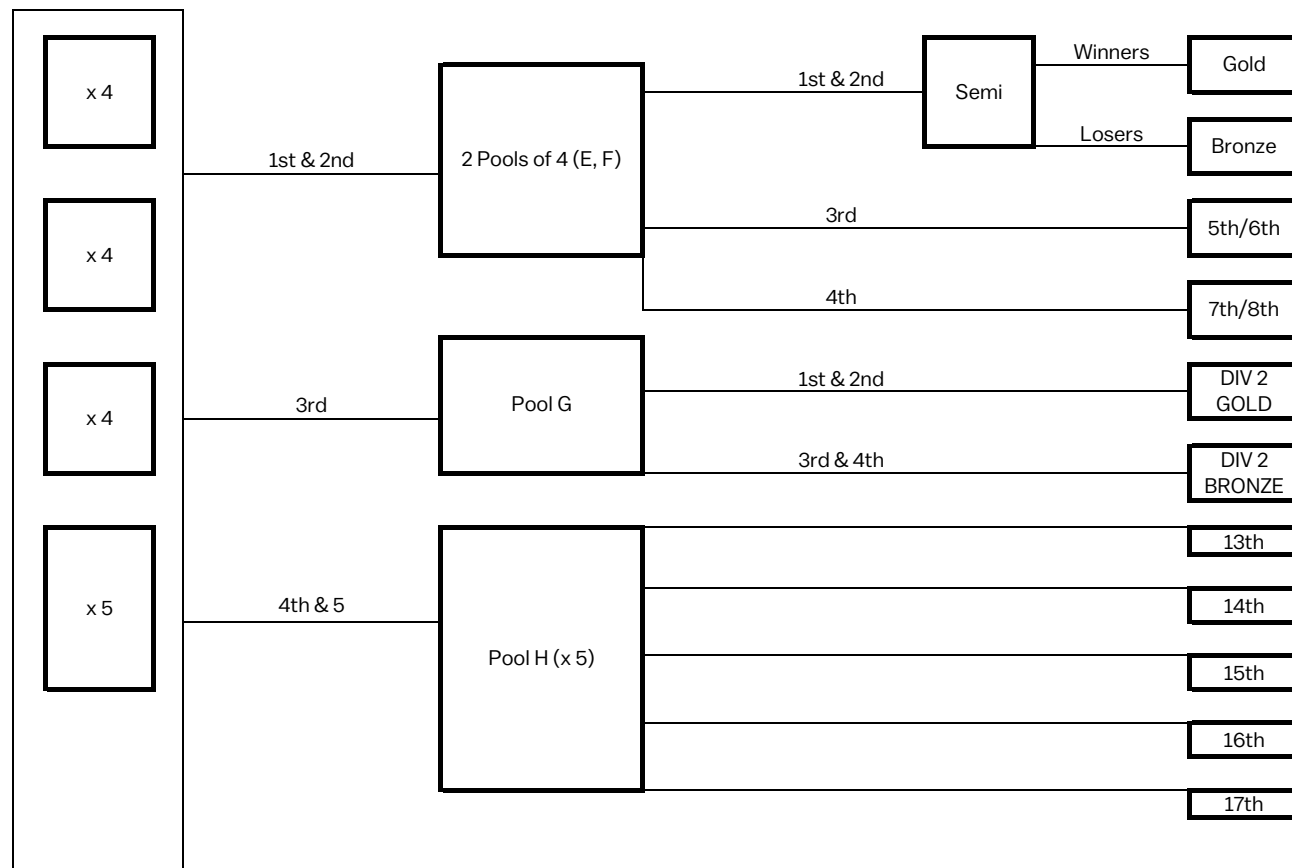 x 4
x 4
x 4
x 5
1st & 2nd
3rd
4th & 5
2 Pools of 4 (E, F)
Pool G
Pool H (x 5)
1st & 2nd
3rd
4th
1st & 2nd
3rd & 4th
Semi
Winners
Losers
Gold
Bronze
5th/6th
7th/8th
DIV 2
GOLD
DIV 2
BRONZE
13th
14th
15th
16th
17th